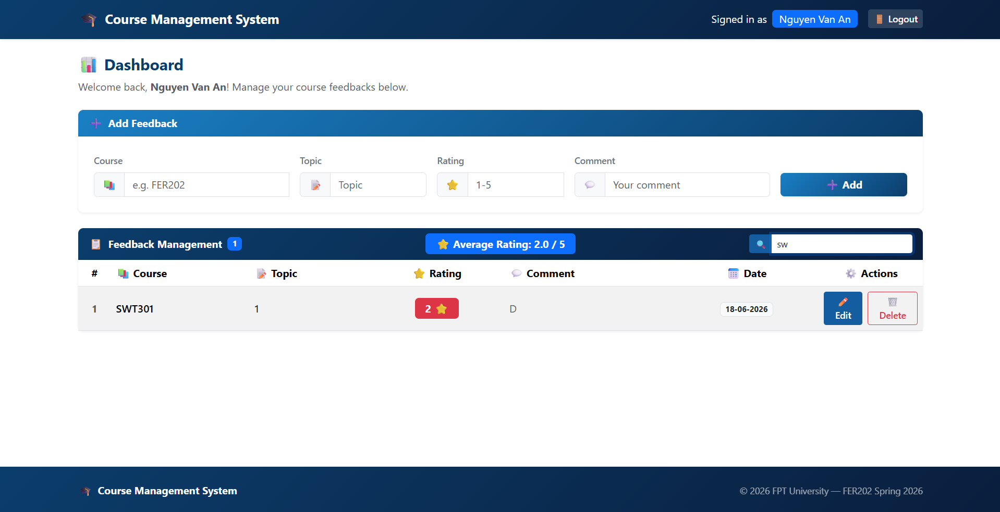 Course Management System
Signed in as Nguyen Van An Logout
Dashboard
Welcome back, Nguyen Van An! Manage your course feedbacks below.
Add Feedback
Course Topic Rating Comment
e.g. FER202 Topic 1-5 Your comment Add
Feedback Management 1 Average Rating: 2.0 / 5 sw
# Course Topic Rating Comment Date Actions
1 SWT301 1 2 D 18-06-2026 Edit Delete
Course Management System © 2026 FPT University — FER202 Spring 2026